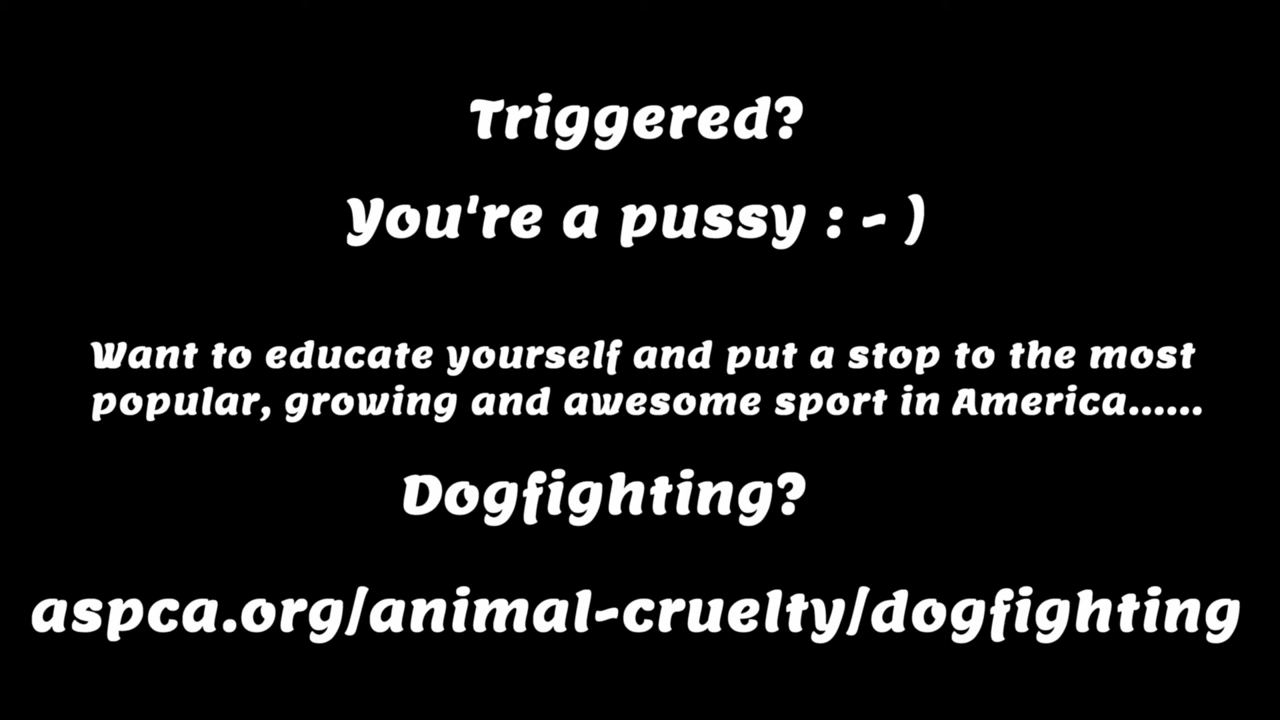 Triggered?
You're a pussy : - )
Want to educate yourself and put a stop to the most
popular, growing and awesome sport in America......
Dogfighting?
aspca.org/animal-cruelty/dogfighting